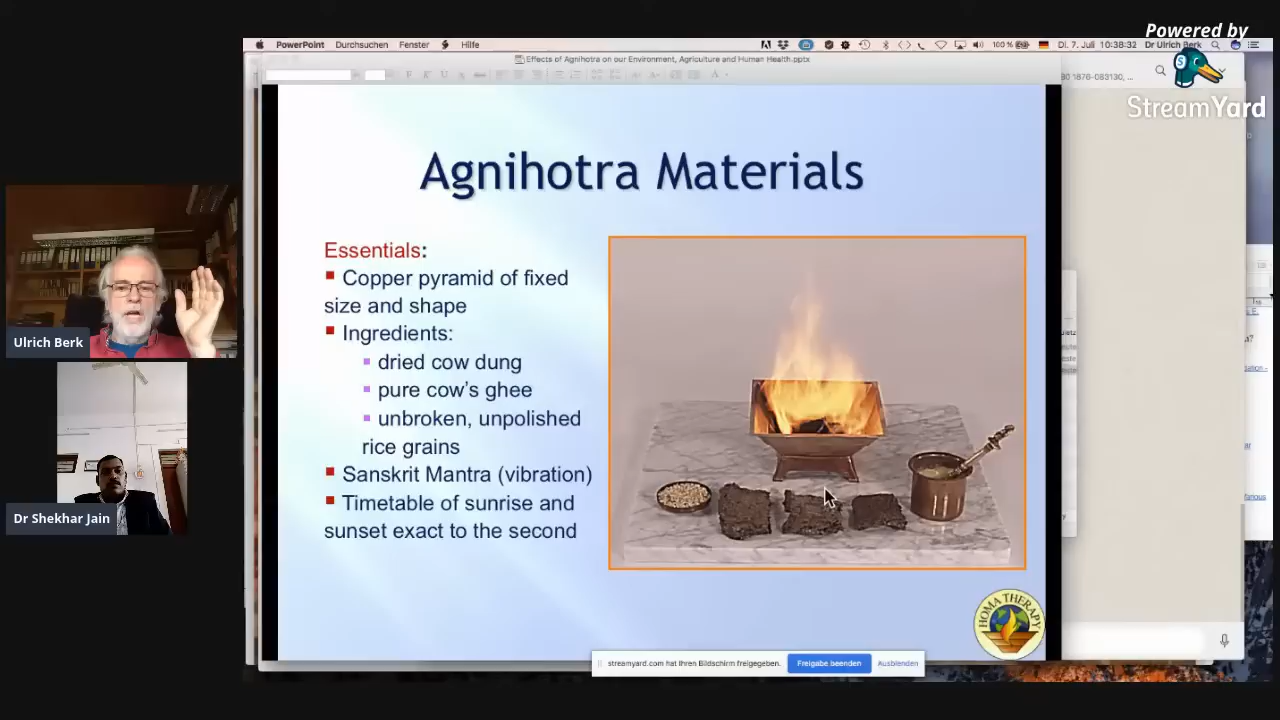 Powered by
StreamYard
PowerPoint Durchsuchen Fenster Hilfe
100 %
Di. 7. Juli 10:38:32 Dr Ulrich Berk
Effects of Agnihotra on our Environment, Agriculture and Human Health.pptx
Agnihotra Materials
Essentials:
Copper pyramid of fixed
size and shape
Ingredients:
dried cow dung
pure cow's ghee
unbroken, unpolished
rice grains
Sanskrit Mantra (vibration)
Timetable of sunrise and
sunset exact to the second
HOMA THERAPY
Ulrich Berk
Dr Shekhar Jain
streamyard.com hat Ihren Bildschirm freigegeben. Freigabe beenden Ausblenden